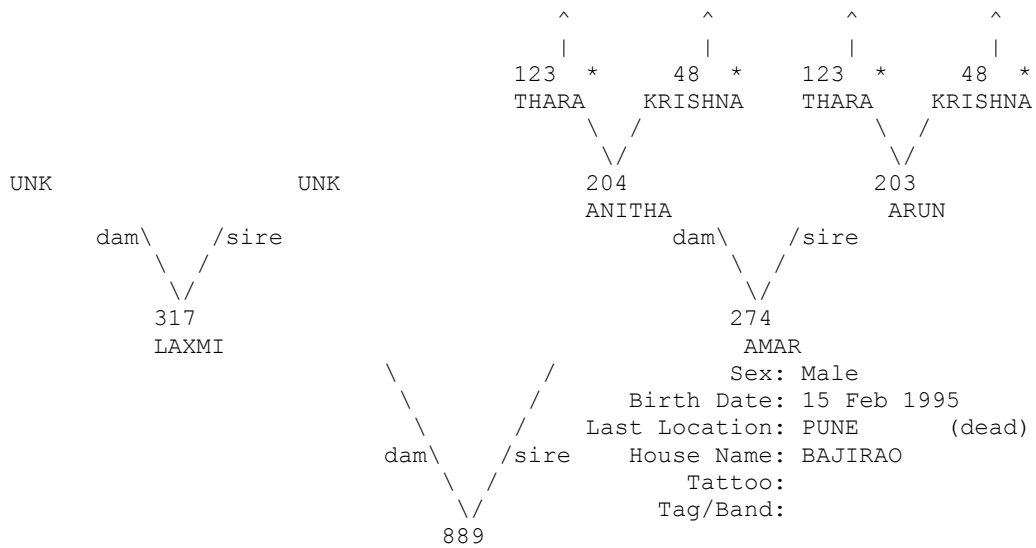 ^ ^ ^ ^
| | | |
123 * 48 * 123 * 48 *
THARA KRISHNA THARA KRISHNA
\ / \ /
\/ \/
UNK UNK 204 203
ANITHA ARUN
dam\ /sire dam\ /sire
\ / \ /
\/ \/
317 274
LAXMI AMAR
\ / Sex: Male
\ / Birth Date: 15 Feb 1995
\ / Last Location: PUNE (dead)
dam\ /sire House Name: BAJIRAO
\ / Tattoo:
\/ Tag/Band:
889